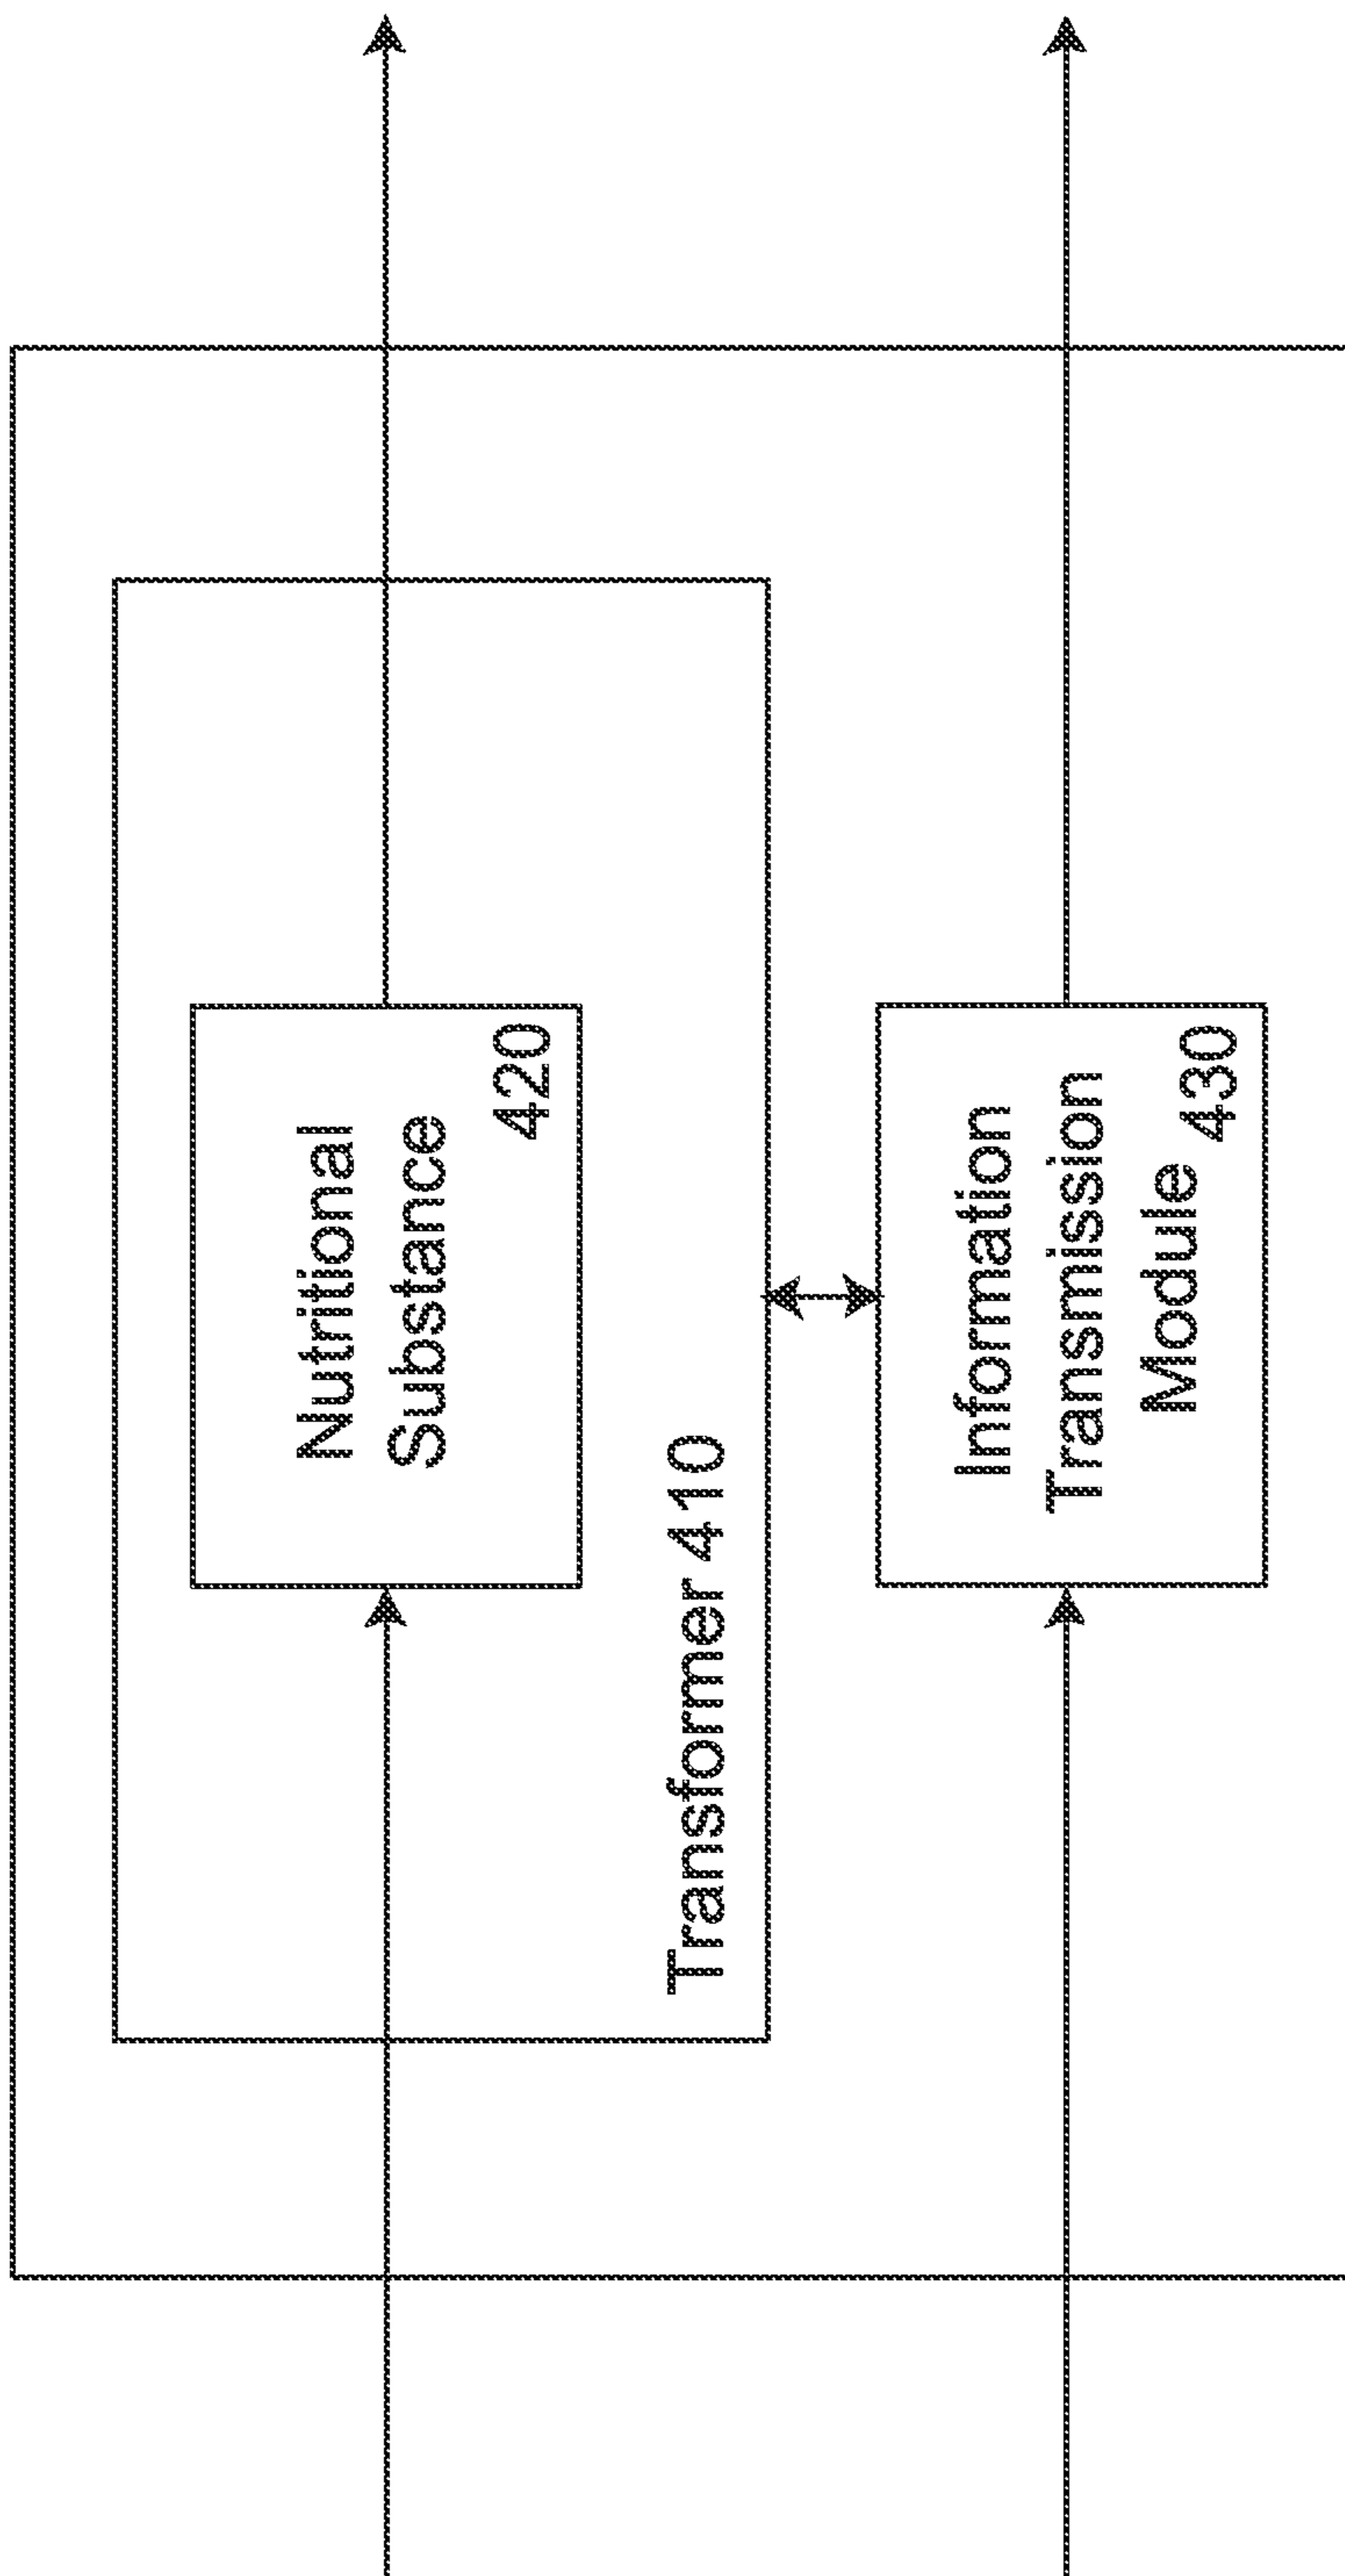 Nutritional
Substance
420
Transformer 410
Information
Transmission
Module 430